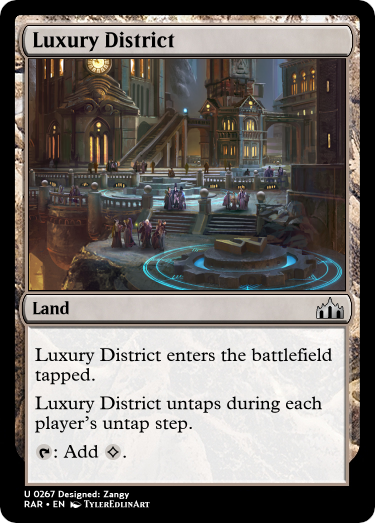 Luxury District
Land
Luxury District enters the battlefield
tapped.
Luxury District untaps during each
player's untap step.
: Add .
U 0267 Designed: Zangy
RAR • EN TylerEdlinArt